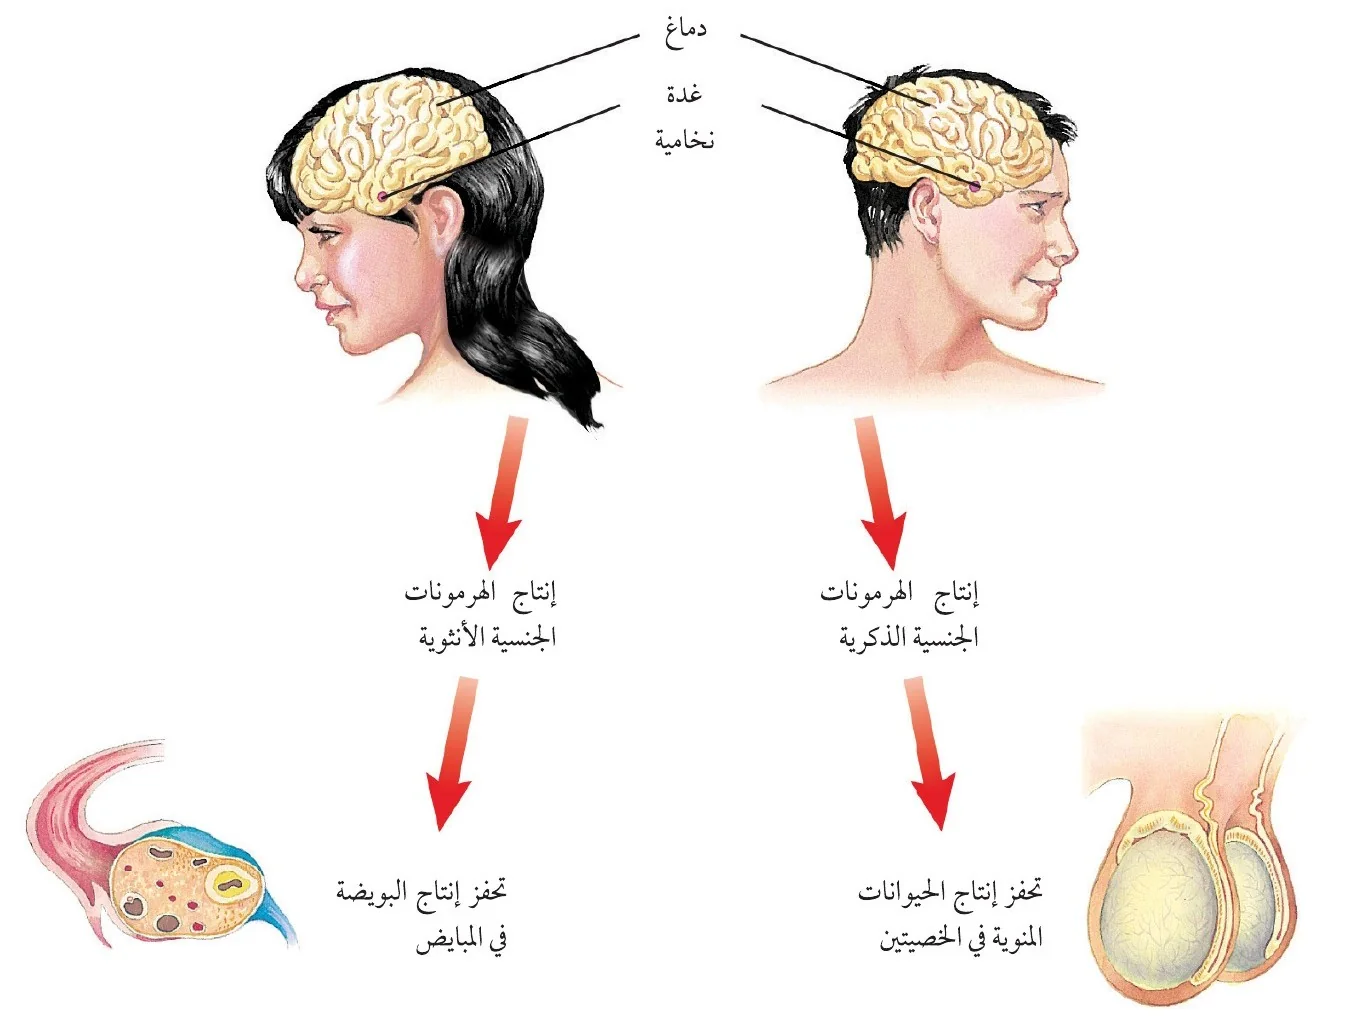 دماغ
غدة
نخامية
إنتاج الهرمونات
الجنسية الذكرية
إنتاج الهرمونات
الجنسية الأنثوية
تحفز إنتاج الحيوانات
المنوية في الخصيتين
تحفز إنتاج البويضة
في المبايض